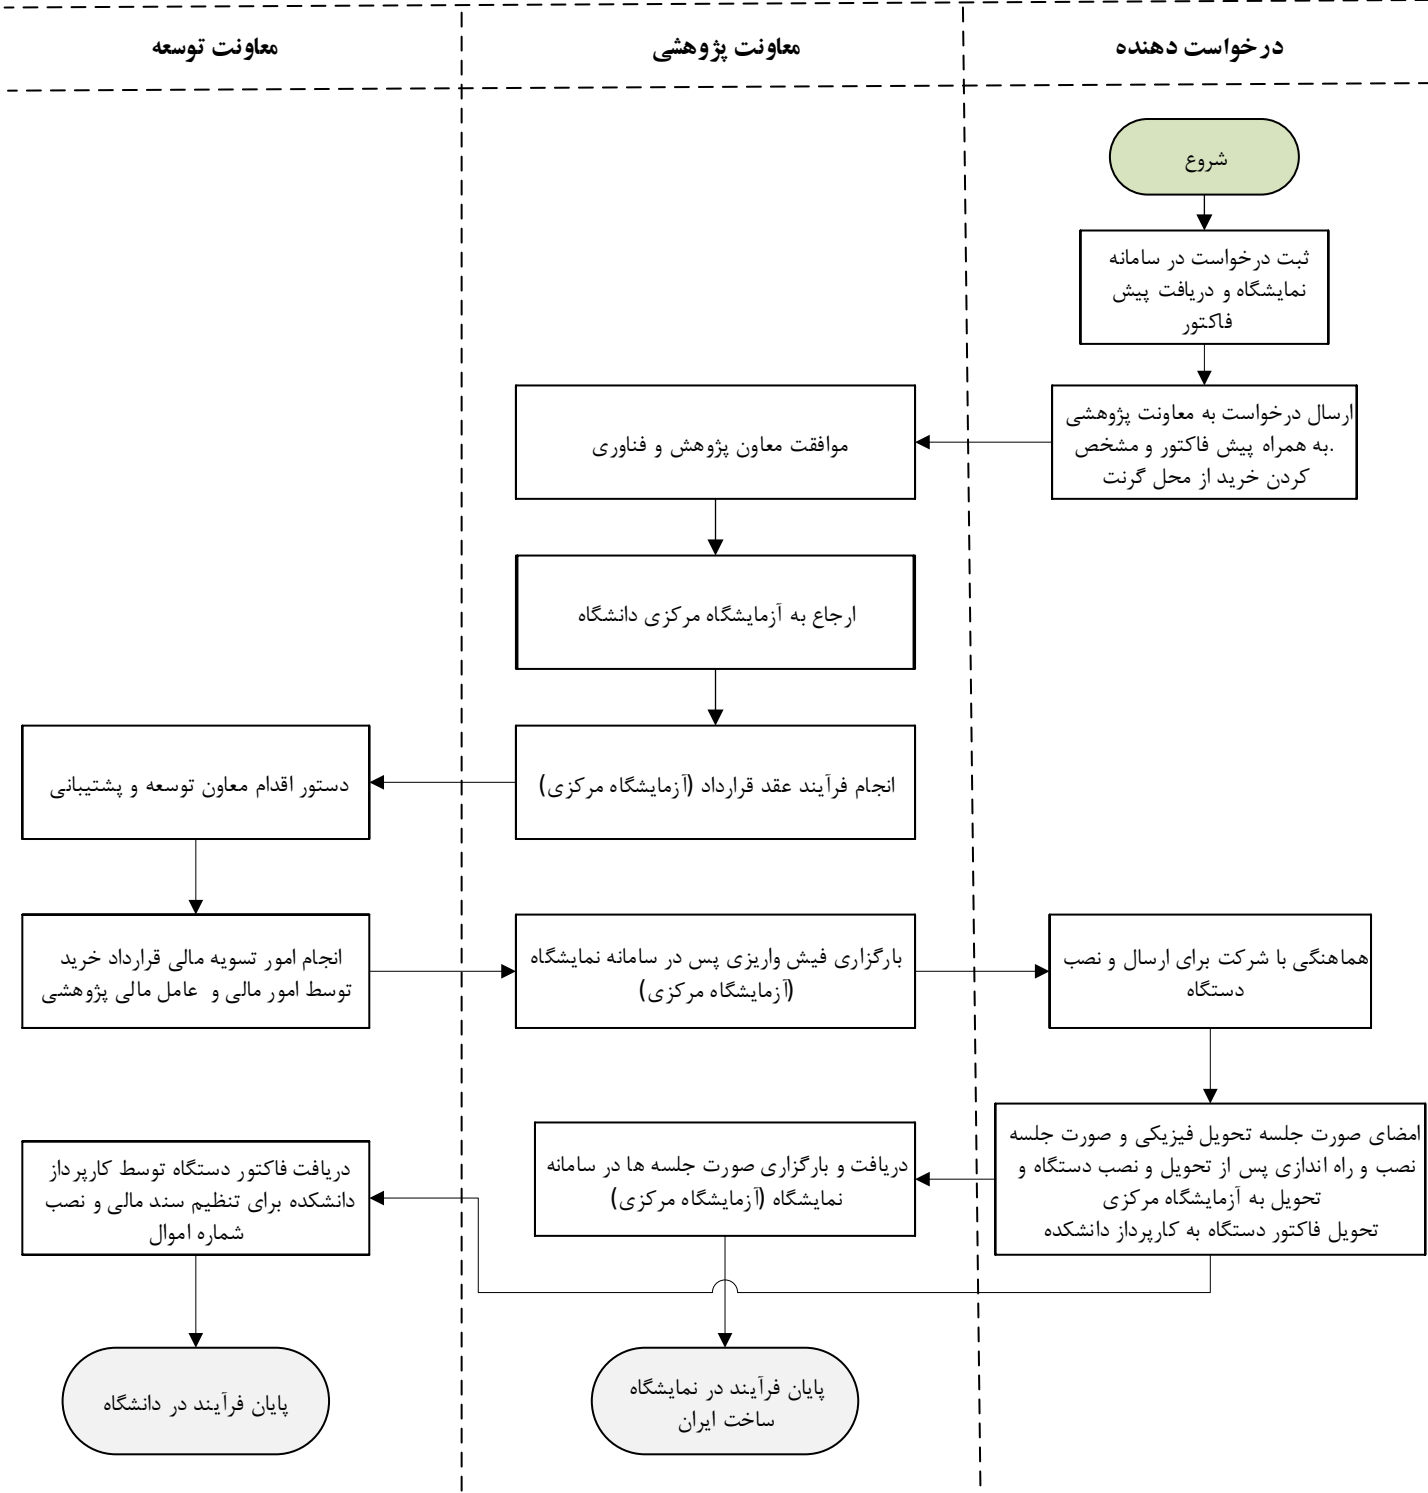 درخواست دهنده
معاونت پژوهشی
معاونت توسعه
شروع
ثبت درخواست در سامانه
نمایشگاه و دریافت پیش
فاکتور
ارسال درخواست به معاونت پژوهشی
به همراه پیش فاکتور و مشخص.
کردن خرید از محل گرنت
موافقت معاون پژوهش و فناوری
ارجاع به آزمایشگاه مرکزی دانشگاه
انجام فرآیند عقد قرارداد (آزمایشگاه مرکزی)
دستور اقدام معاون توسعه و پشتیبانی
انجام امور تسویه مالی قرارداد خرید
توسط امور مالی و عامل مالی پژوهشی
بارگزاری فیش واریزی پس در سامانه نمایشگاه
(آزمایشگاه مرکزی)
هماهنگی با شرکت برای ارسال و نصب
دستگاه
امضای صورت جلسه تحویل فیزیکی و صورت جلسه
نصب و راه اندازی پس از تحویل و نصب دستگاه و
تحویل به آزمایشگاه مرکزی
تحویل فاکتور دستگاه به کارپرداز دانشکده
دریافت و بارگزاری صورت جلسه ها در سامانه
نمایشگاه (آزمایشگاه مرکزی)
دریافت فاکتور دستگاه توسط کارپرداز
دانشکده برای تنظیم سند مالی و نصب
شماره اموال
پایان فرآیند در نمایشگاه
ساخت ایران
پایان فرآیند در دانشگاه